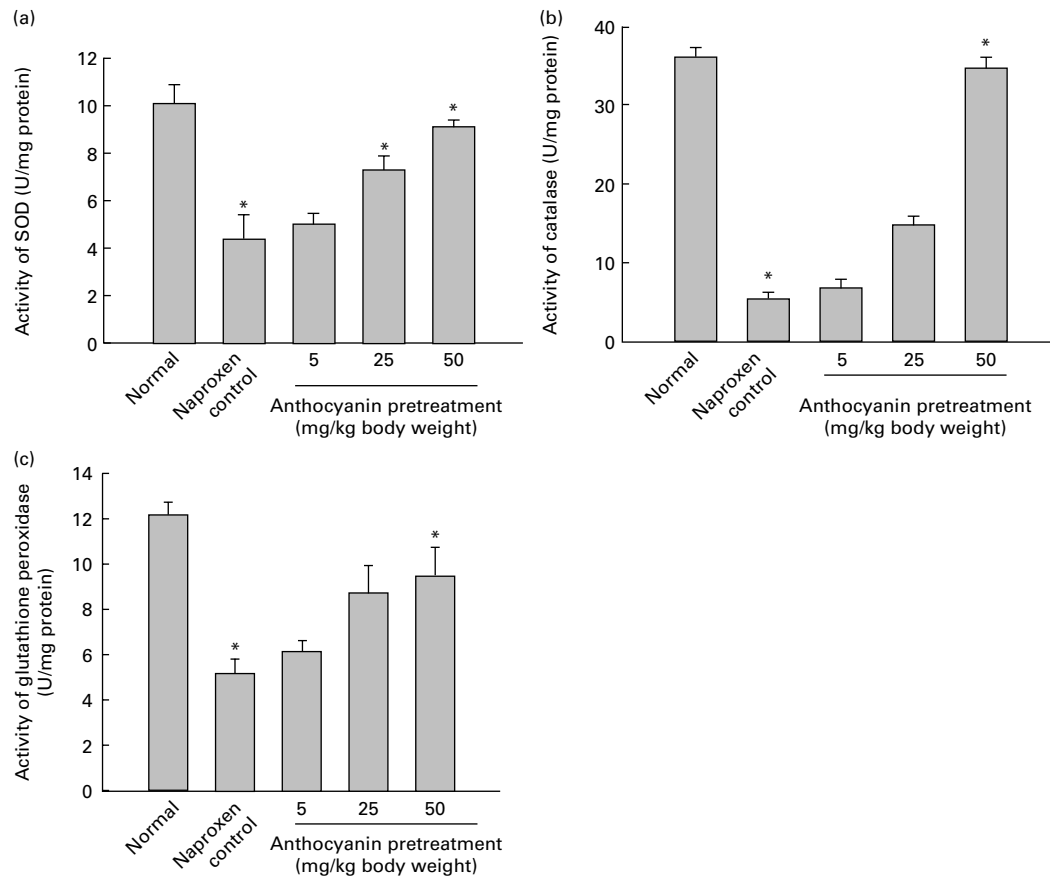 (a)
Activity of SOD (U/mg protein)
12
10
8
6
4
2
0
*
*
*
Normal
Naproxen
control
5
25
50
Anthocyanin pretreatment
(mg/kg body weight)
(b)
Activity of catalase (U/mg protein)
40
30
20
10
0
*
*
Normal
Naproxen
control
5
25
50
Anthocyanin pretreatment
(mg/kg body weight)
(c)
Activity of glutathione peroxidase
(U/mg protein)
14
12
10
8
6
4
2
0
*
*
Normal
Naproxen
control
5
25
50
Anthocyanin pretreatment
(mg/kg body weight)